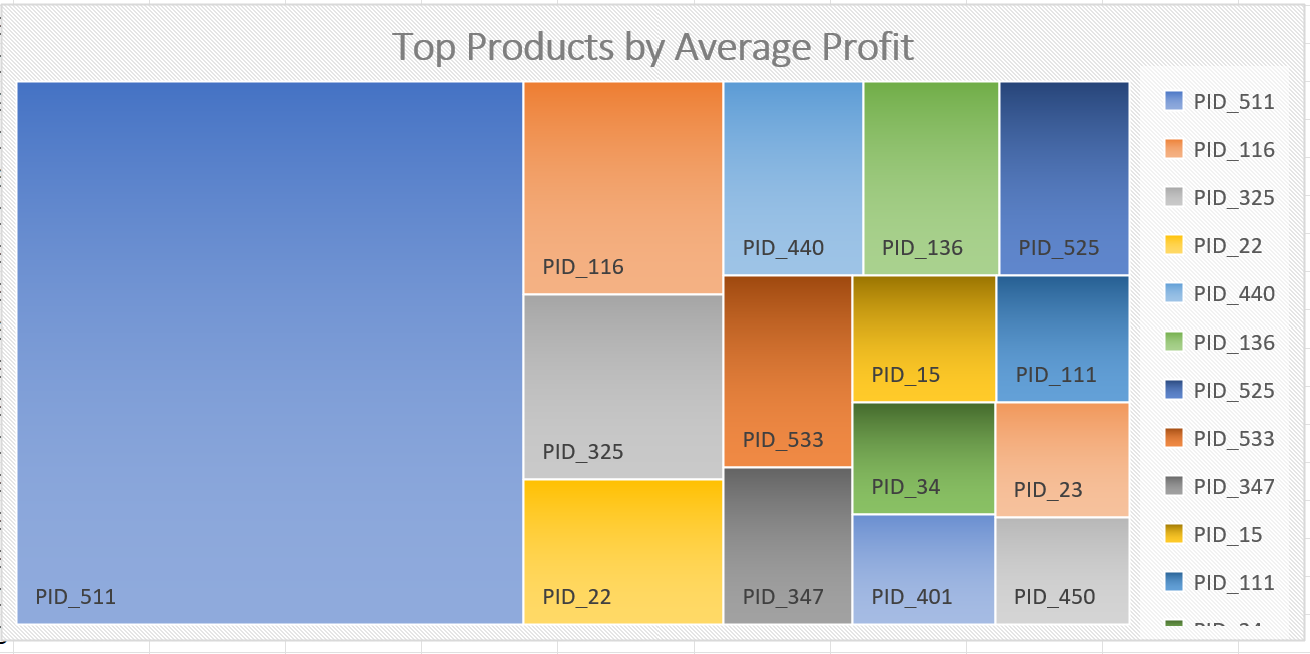 Top Products by Average Profit
PID_511
PID_116
PID_325
PID_22
PID_440
PID_136
PID_525
PID_533
PID_347
PID_15
PID_111
PID_34
PID_23
PID_401
PID_450
PID_511
PID_116
PID_325
PID_22
PID_440
PID_136
PID_525
PID_533
PID_347
PID_15
PID_111